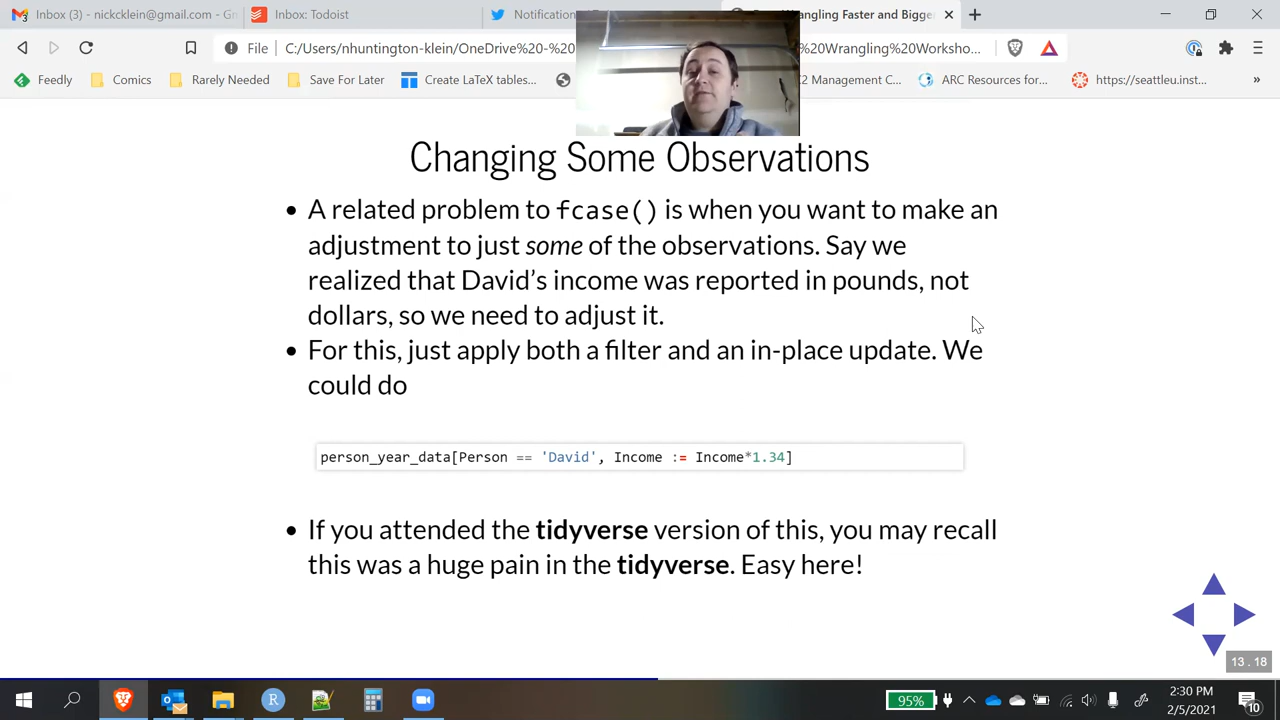 Inbox (3) - nickcklein@gmail.com - Gm
Inbox: Todoist
Notification
Wrangling Faster and Bigger
File
C:/Users/nhuntington-klein/OneDrive%20-%20
%20Wrangling%20Worksho...
Feedly
Comics
Rarely Needed
Save For Later
Create LaTeX tables...
2 Management C...
ARC Resources for...
https://seattleu.inst...
»
Changing Some Observations
• A related problem to fcase() is when you want to make an
adjustment to just some of the observations. Say we
realized that David’s income was reported in pounds, not
dollars, so we need to adjust it.
• For this, just apply both a filter and an in-place update. We
could do
person_year_data[Person == 'David', Income := Income*1.34]
• If you attended the tidyverse version of this, you may recall
this was a huge pain in the tidyverse. Easy here!
13.18
95%
2:30 PM
2/5/2021
10